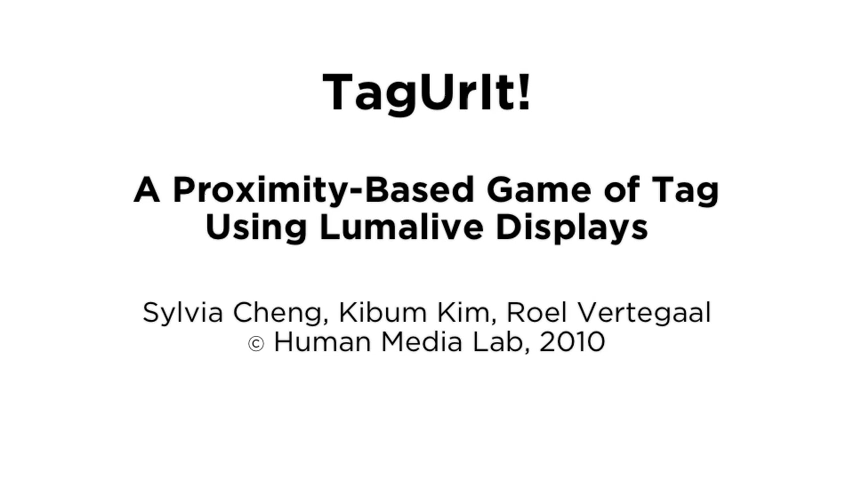 TagUrIt!
A Proximity-Based Game of Tag
Using Lumalive Displays
Sylvia Cheng, Kibum Kim, Roel Vertegaal
© Human Media Lab, 2010